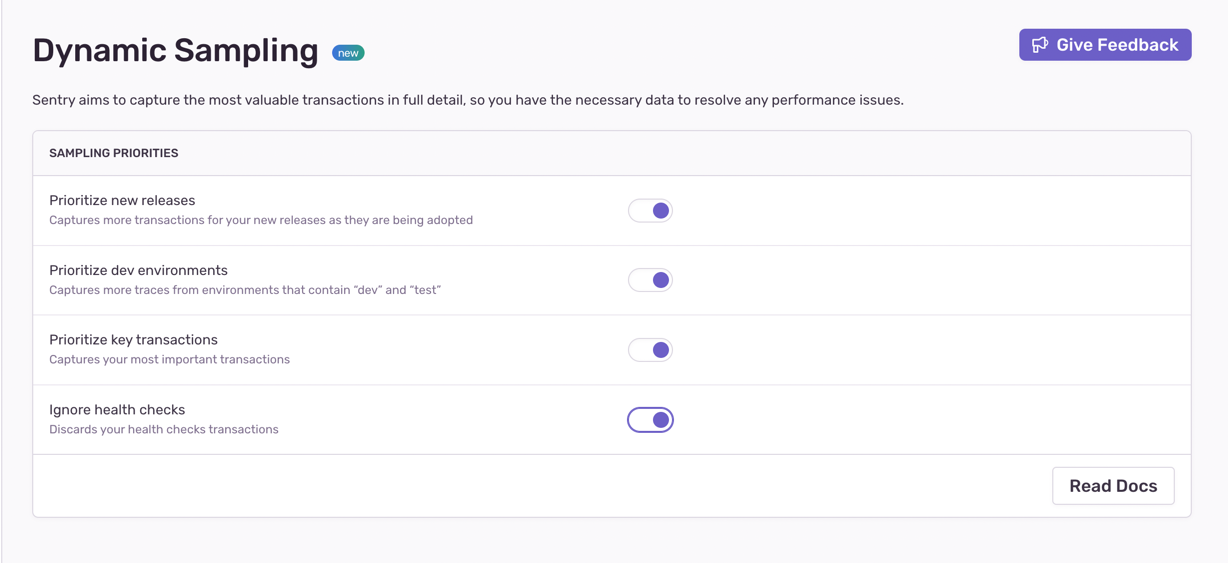 Dynamic Sampling new
Give Feedback
Sentry aims to capture the most valuable transactions in full detail, so you have the necessary data to resolve any performance issues.
SAMPLING PRIORITIES
Prioritize new releases
Captures more transactions for your new releases as they are being adopted
Prioritize dev environments
Captures more traces from environments that contain “dev” and “test”
Prioritize key transactions
Captures your most important transactions
Ignore health checks
Discards your health checks transactions
Read Docs